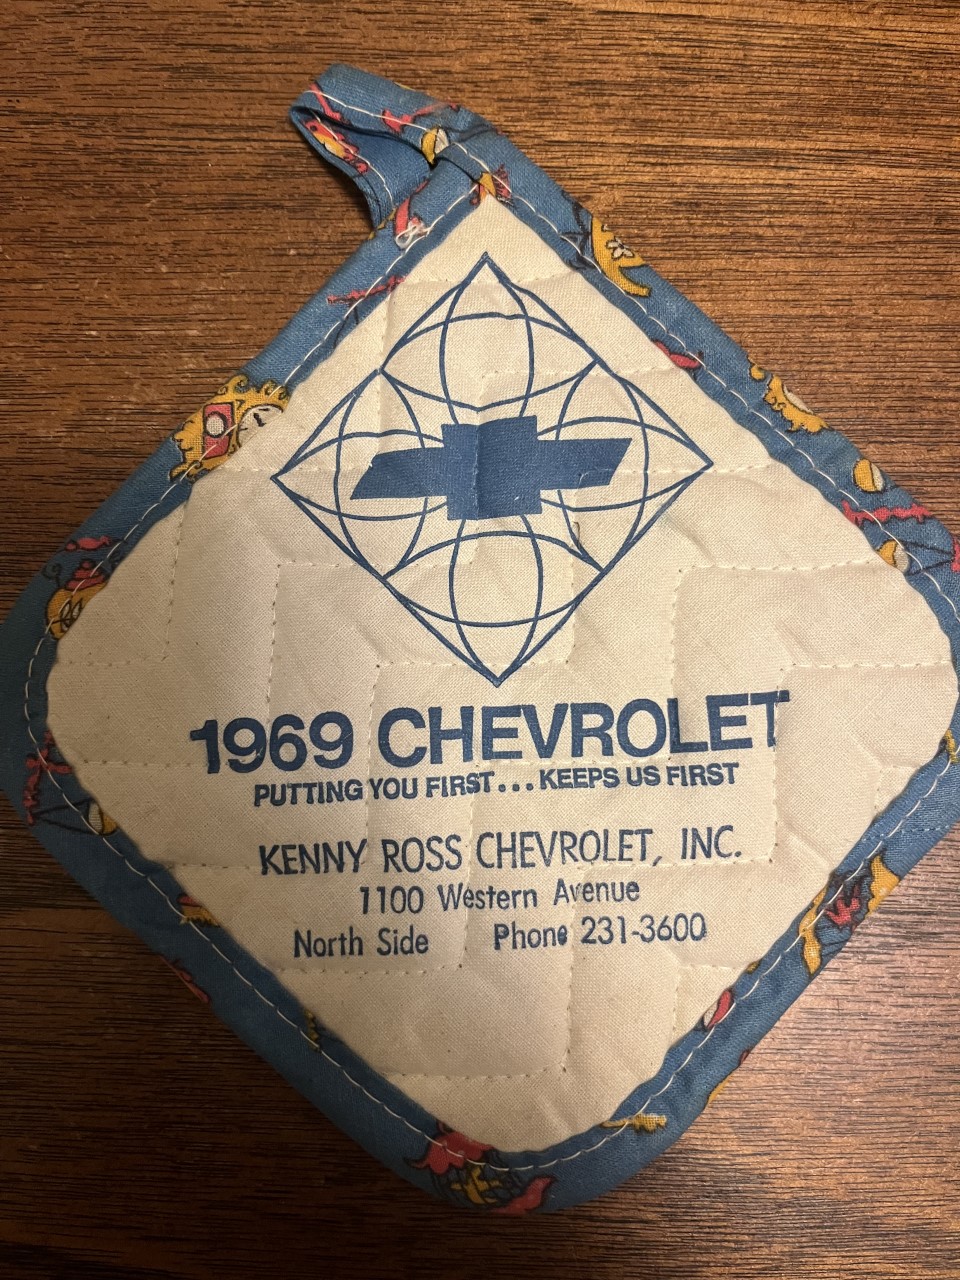 1969 CHEVROLET
PUTTING YOU FIRST...KEEPS US FIRST
KENNY ROSS CHEVROLET, INC.
1100 Western Avenue
North Side Phone 231-3600